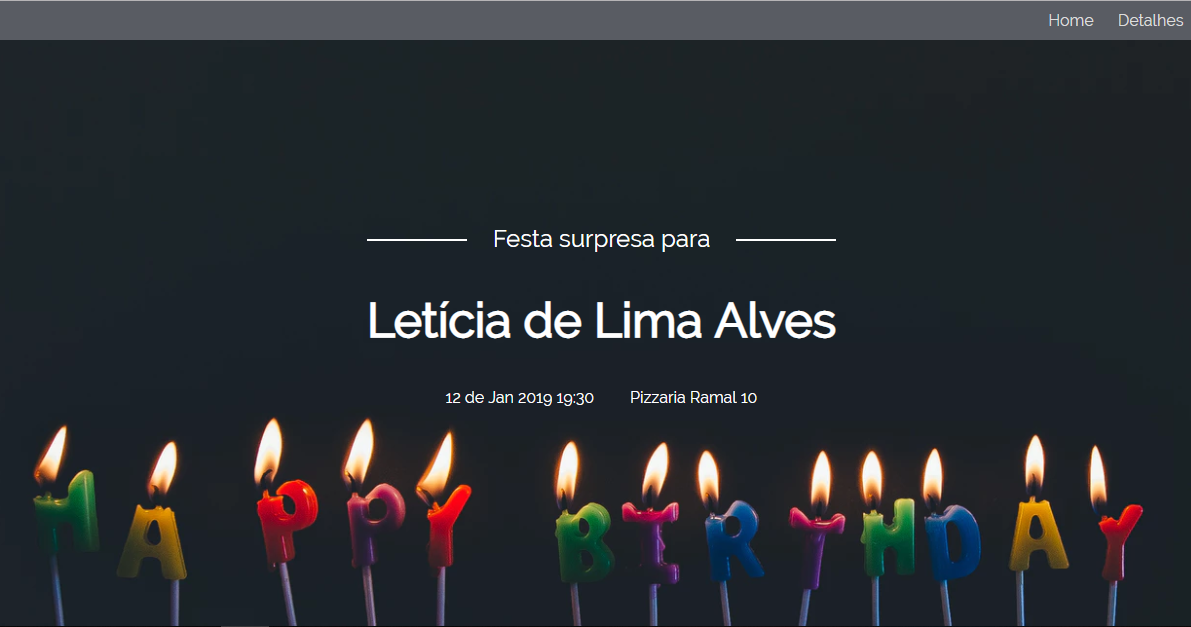 Home Detalhes
Festa surpresa para
Letícia de Lima Alves
12 de Jan 2019 19:30 Pizzaria Ramal 10
HAPPY BIRTHDAY